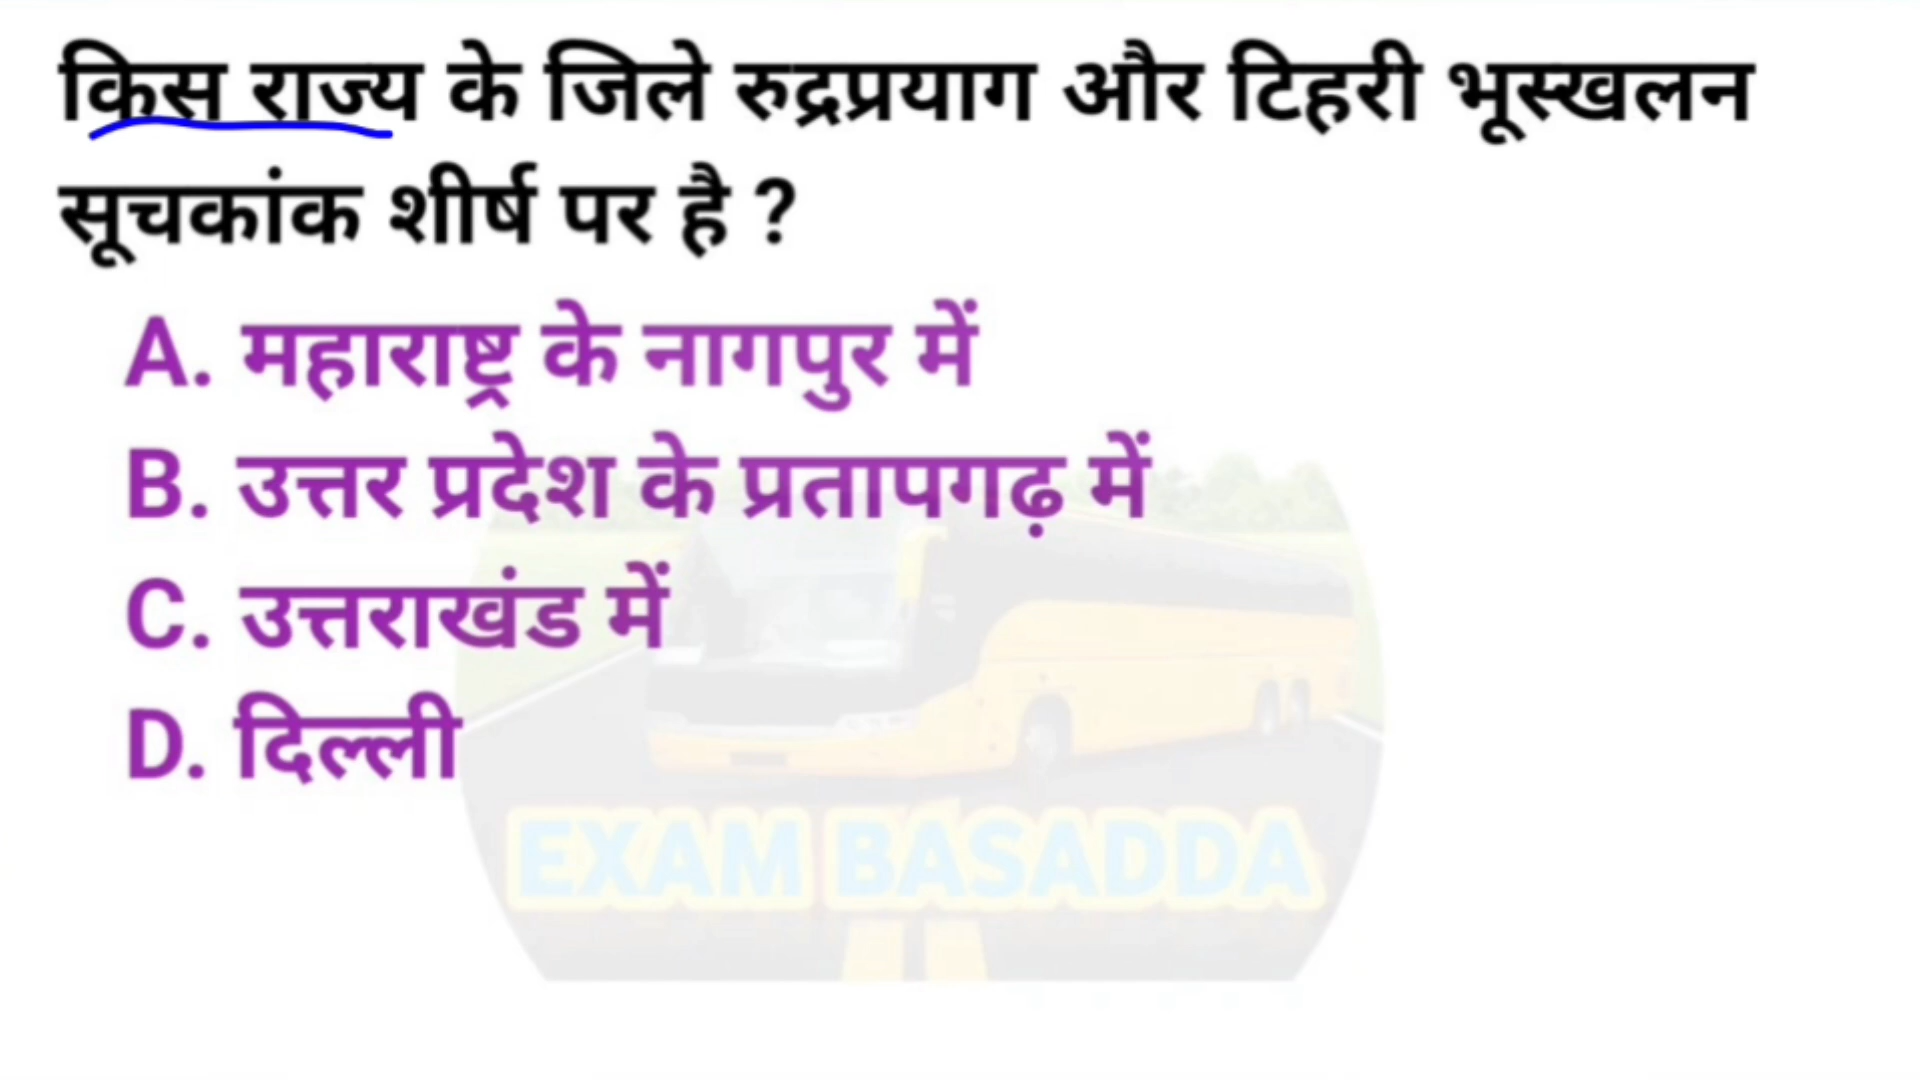 किस राज्य के जिले रुद्रप्रयाग और टिहरी भूस्खलन
सूचकांक शीर्ष पर है ?
A. महाराष्ट्र के नागपुर में
B. उत्तर प्रदेश के प्रतापगढ़ में
C. उत्तराखंड में
D. दिल्ली
EXAM BASADDA